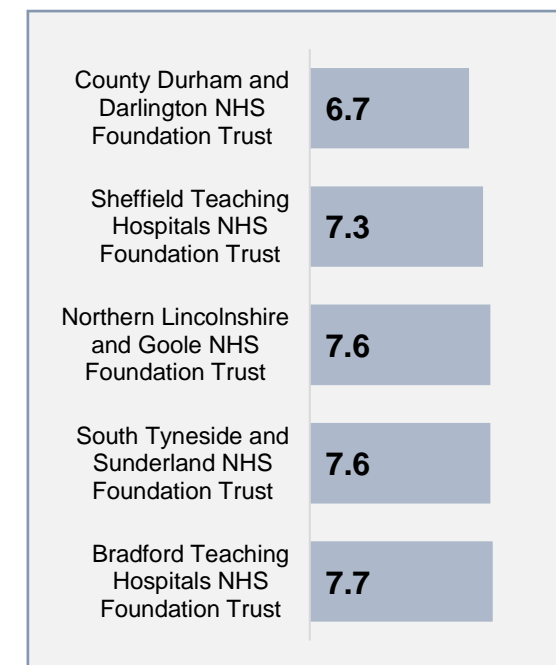 County Durham and
Darlington NHS
Foundation Trust
6.7
Sheffield Teaching
Hospitals NHS
Foundation Trust
7.3
Northern Lincolnshire
and Goole NHS
Foundation Trust
7.6
South Tyneside and
Sunderland NHS
Foundation Trust
7.6
Bradford Teaching
Hospitals NHS
Foundation Trust
7.7